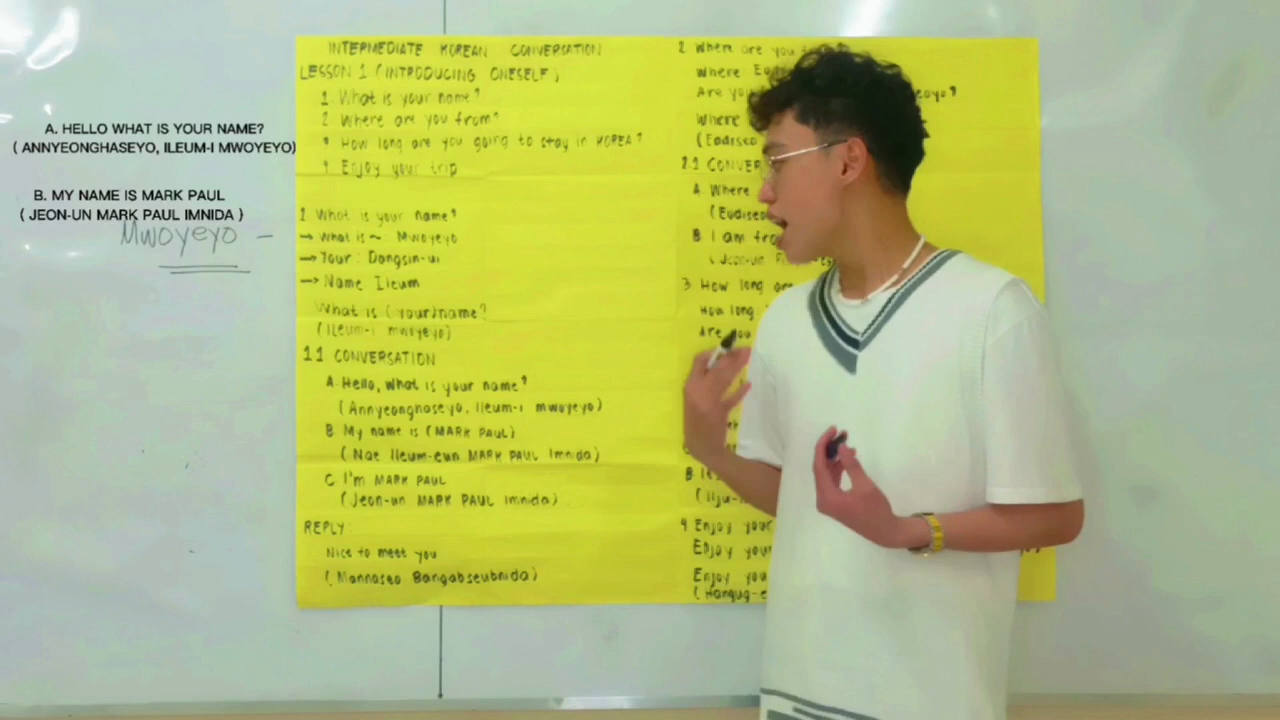 A. HELLO WHAT IS YOUR NAME?
( ANNYEONGHASEYO, ILEUM-I MWOYEYO)
B. MY NAME IS MARK PAUL
( JEON-UN MARK PAUL IMNIDA )
Mwoyeyo –
INTERMEDIATE KOREAN CONVERSATION
LESSON 1 (INTRODUCING ONESELF)
1. What is your name?
2 Where are you from?
3 How long are you going to stay in KOREA?
4 Enjoy your trip
1 What is your name?
→ What is ~ Mwoyeyo
→ Your : Dangsin-ui
→ Name Ileum
What is (your) name?
(Ileum-i mwoyeyo)
1.1 CONVERSATION
A. Hello, What is your name?
(Annyeonghaseyo, Ileum-i mwoyeyo)
B. My name is (MARK PAUL)
(Nae Ileum-eun MARK PAUL Imnida)
C. I'm MARK PAUL
(Jeon-un MARK PAUL Imnida)
REPLY:
Nice to meet you
(Mannaseo Bangabseubnida)
2 Where are you
Where
Are you
Where
(Eodiseo
2.1 CONVER
A. Where
(Eodiseo
B. I am fro
3 How long are
How long
Are you
B.
4 Enjoy your
Enjoy your
Enjoy you
(Hangug-e